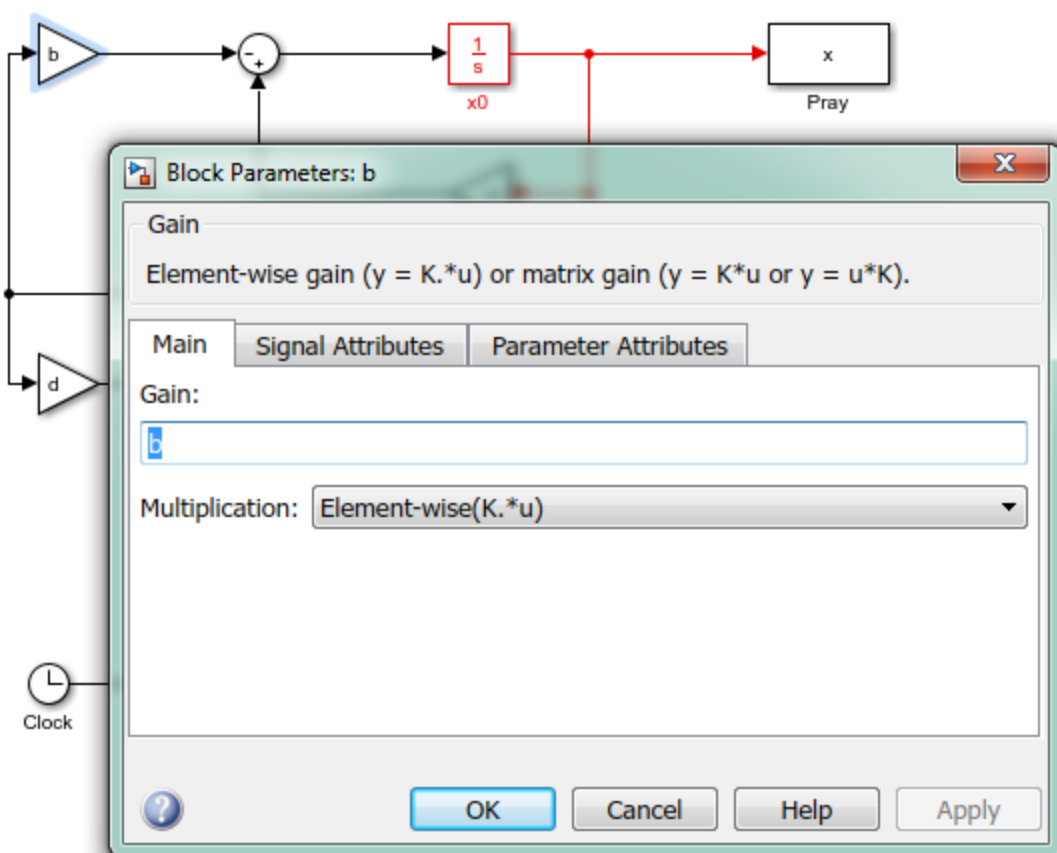 b
-
+
1
s
x0
x
Pray
Block Parameters: b
Gain
Element-wise gain (y = K.*u) or matrix gain (y = K*u or y = u*K).
Main
Signal Attributes
Parameter Attributes
d
Gain:
b
Multiplication: Element-wise(K.*u)
Clock
?
OK
Cancel
Help
Apply